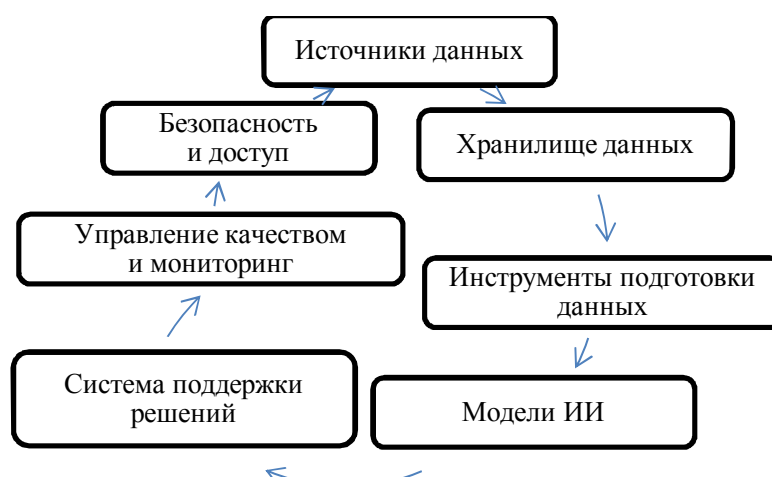 Источники данных
Безопасность
и доступ
Хранилище данных
Управление качеством
и мониторинг
Инструменты подготовки
данных
Система поддержки
решений
Модели ИИ